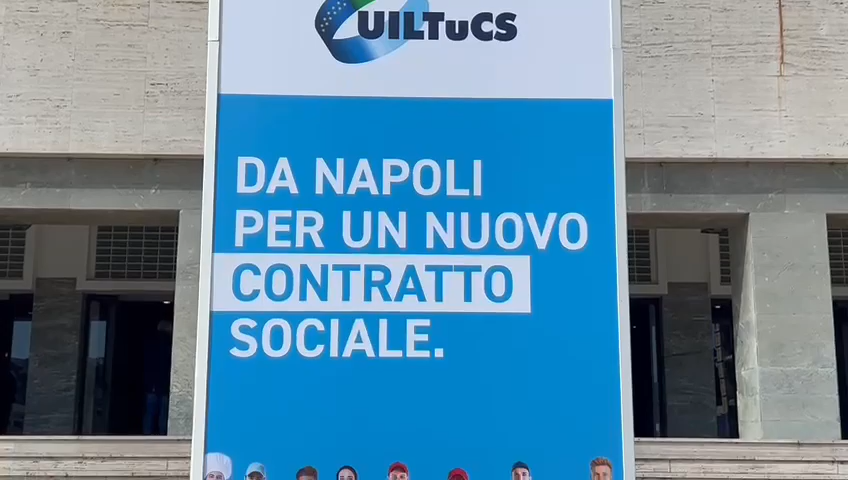 UILTuCS
DA NAPOLI
PER UN NUOVO
CONTRATTO
SOCIALE.